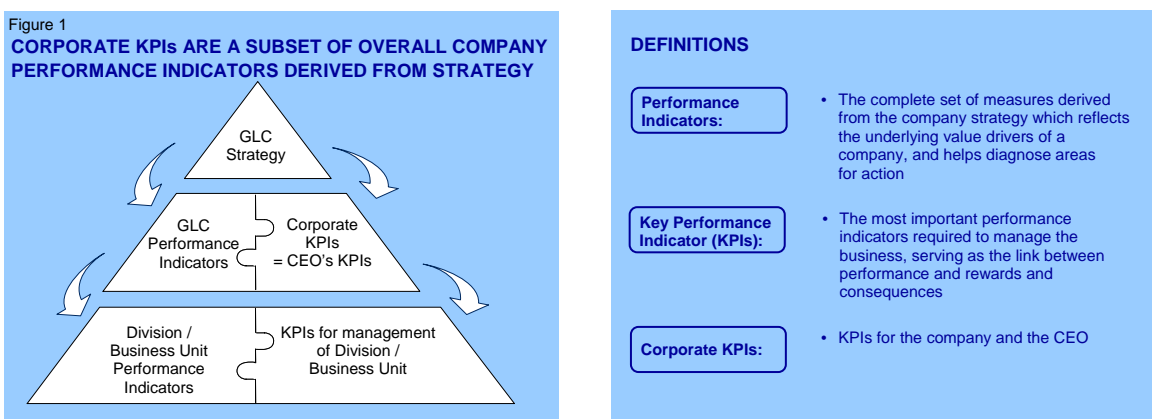 Figure 1
CORPORATE KPIs ARE A SUBSET OF OVERALL COMPANY
PERFORMANCE INDICATORS DERIVED FROM STRATEGY
GLC
Strategy
GLC
Performance
Indicators
Corporate
KPIs
= CEO's KPIs
Division /
Business Unit
Performance
Indicators
KPIs for management
of Division /
Business Unit
DEFINITIONS
Performance
Indicators:
• The complete set of measures derived
from the company strategy which reflects
the underlying value drivers of a
company, and helps diagnose areas
for action
Key Performance
Indicator (KPIs):
• The most important performance
indicators required to manage the
business, serving as the link between
performance and rewards and
consequences
Corporate KPIs:
• KPIs for the company and the CEO